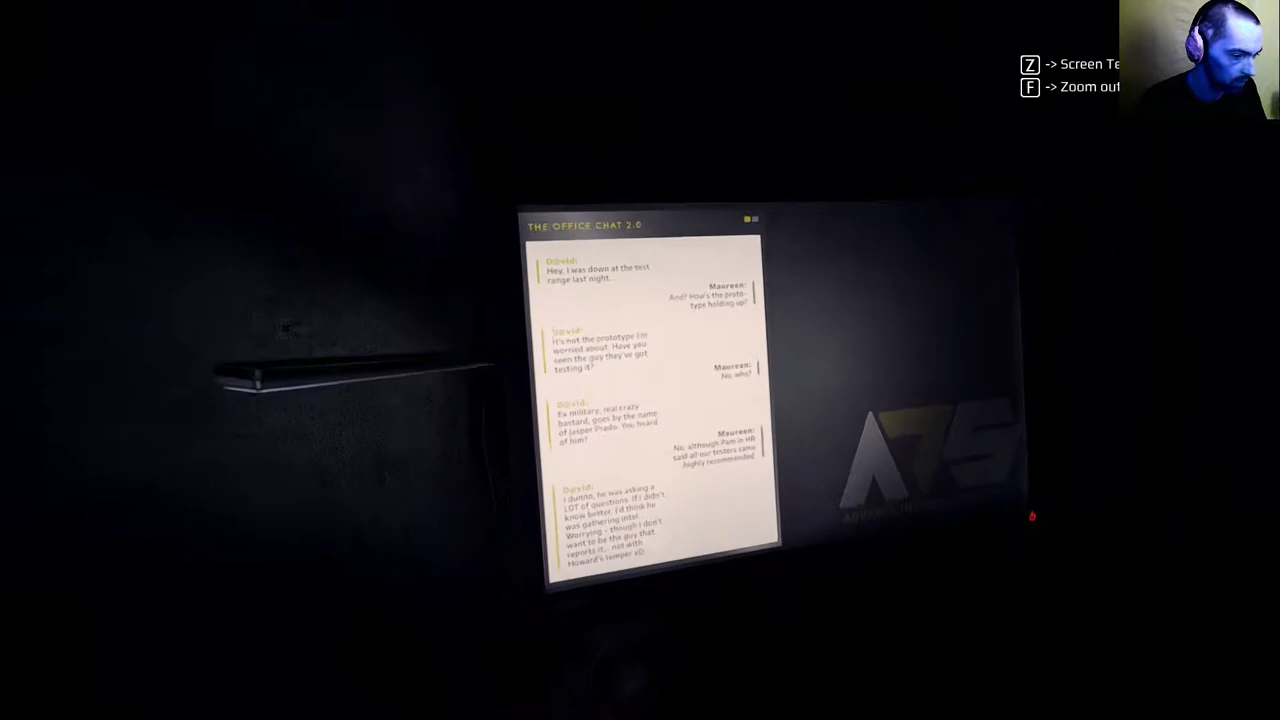 Z -> Screen Te
F -> Zoom out
THE OFFICE CHAT 2.0
D@vid:
Hey, I was down at the test
range last night...
Maureen:
And? How's the proto-
type holding up?
D@vid:
It's not the prototype I'm
worried about. Have you
seen the guy they've got
testing it?
Maureen:
No, who?
D@vid:
Ex military, real crazy
bastard, goes by the name
of Jasper Prado. You heard
of him?
Maureen:
No, although Pam in HR
said all our testers came
highly recommended
D@vid:
I dunno, he was asking a
LOT of questions. If I didn't
know better, I'd think he
was gathering intel...
Worrying - though I don't
want to be the guy that
reports it... not with
Howard's temper xD
A75